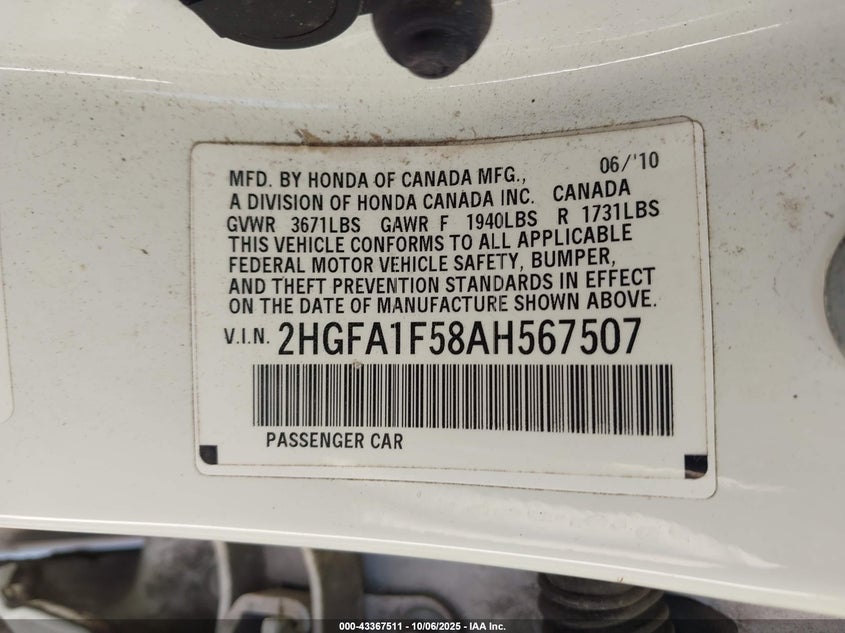 06/'10
MFD. BY HONDA OF CANADA MFG.,
A DIVISION OF HONDA CANADA INC. CANADA
GVWR 3671LBS GAWR F 1940LBS R 1731LBS
THIS VEHICLE CONFORMS TO ALL APPLICABLE
FEDERAL MOTOR VEHICLE SAFETY, BUMPER,
AND THEFT PREVENTION STANDARDS IN EFFECT
ON THE DATE OF MANUFACTURE SHOWN ABOVE.
V.I.N. 2HGFA1F58AH567507
PASSENGER CAR
000-43367511 - 10/06/2025 - IAA Inc.